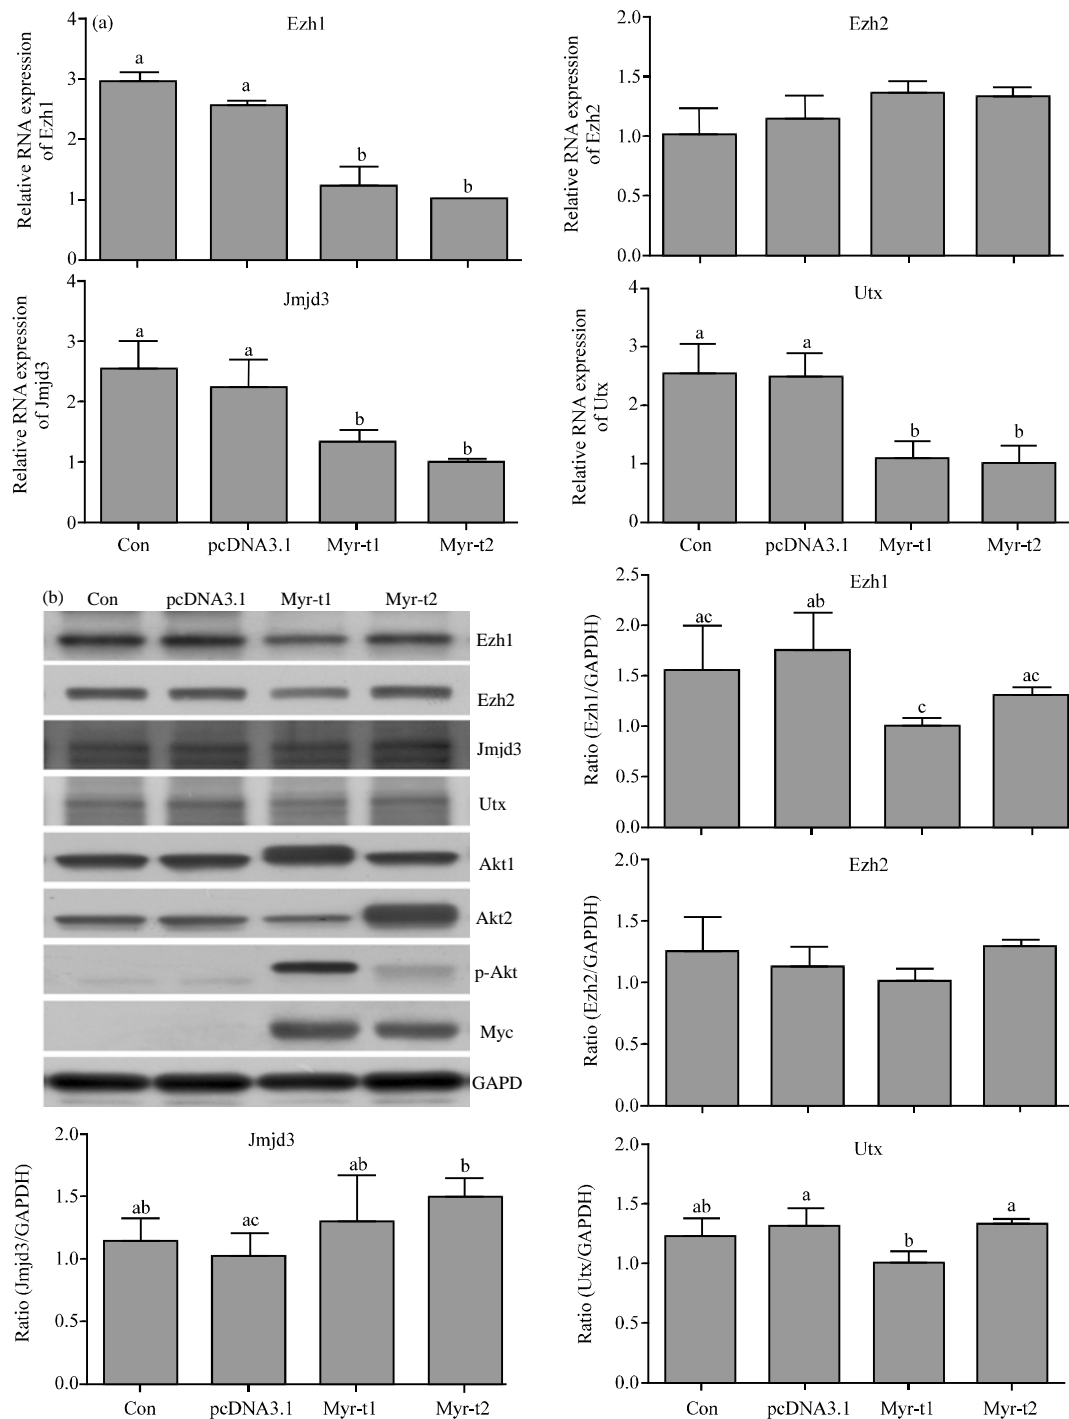 (a)
Ezh1
Relative RNA expression
of Ezh1
4
3
2
1
0
a
a
b
b
Ezh2
Relative RNA expression
of Ezh2
2.0
1.5
1.0
0.5
0.0
Jmjd3
Relative RNA expression
of Jmjd3
4
3
2
1
0
a
a
b
b
Con
pcDNA3.1
Myr-t1
Myr-t2
Utx
Relative RNA expression
of Utx
4
3
2
1
0
a
a
b
b
Con
pcDNA3.1
Myr-t1
Myr-t2
(b)
Con
pcDNA3.1
Myr-t1
Myr-t2
Ezh1
Ezh2
Jmjd3
Utx
Akt1
Akt2
p-Akt
Myc
GAPD
Ezh1
Ratio (Ezh1/GAPDH)
2.5
2.0
1.5
1.0
0.5
0.0
ac
ab
c
ac
Ezh2
Ratio (Ezh2/GAPDH)
2.0
1.5
1.0
0.5
0.0
Jmjd3
Ratio (Jmjd3/GAPDH)
2.0
1.5
1.0
0.5
0.0
ab
ac
ab
b
Con
pcDNA3.1
Myr-t1
Myr-t2
Utx
Ratio (Utx/GAPDH)
2.0
1.5
1.0
0.5
0.0
ab
a
b
a
Con
pcDNA3.1
Myr-t1
Myr-t2